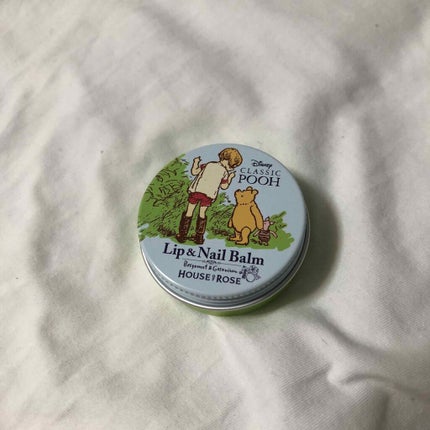 Disney
CLASSIC
POOH
Lip & Nail Balm
Bergamot & Geranium
HOUSE OF ROSE